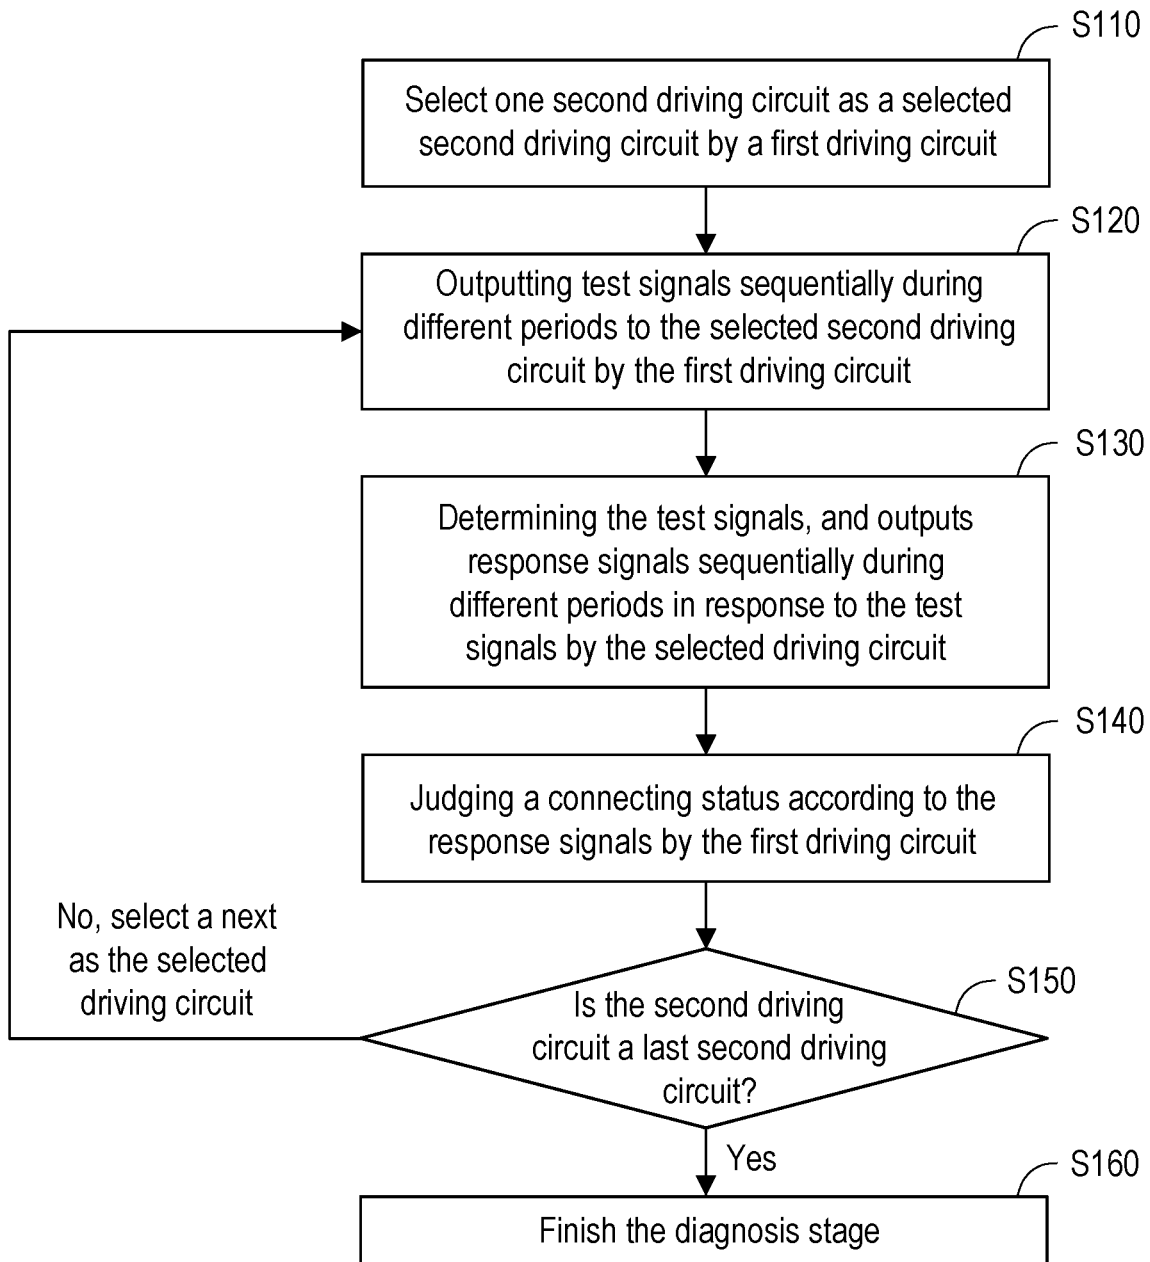 S110
Select one second driving circuit as a selected
second driving circuit by a first driving circuit
S120
Outputting test signals sequentially during
different periods to the selected second driving
circuit by the first driving circuit
S130
Determining the test signals, and outputs
response signals sequentially during
different periods in response to the test
signals by the selected driving circuit
S140
Judging a connecting status according to the
response signals by the first driving circuit
No, select a next
as the selected
driving circuit
S150
Is the second driving
circuit a last second driving
circuit?
Yes
S160
Finish the diagnosis stage